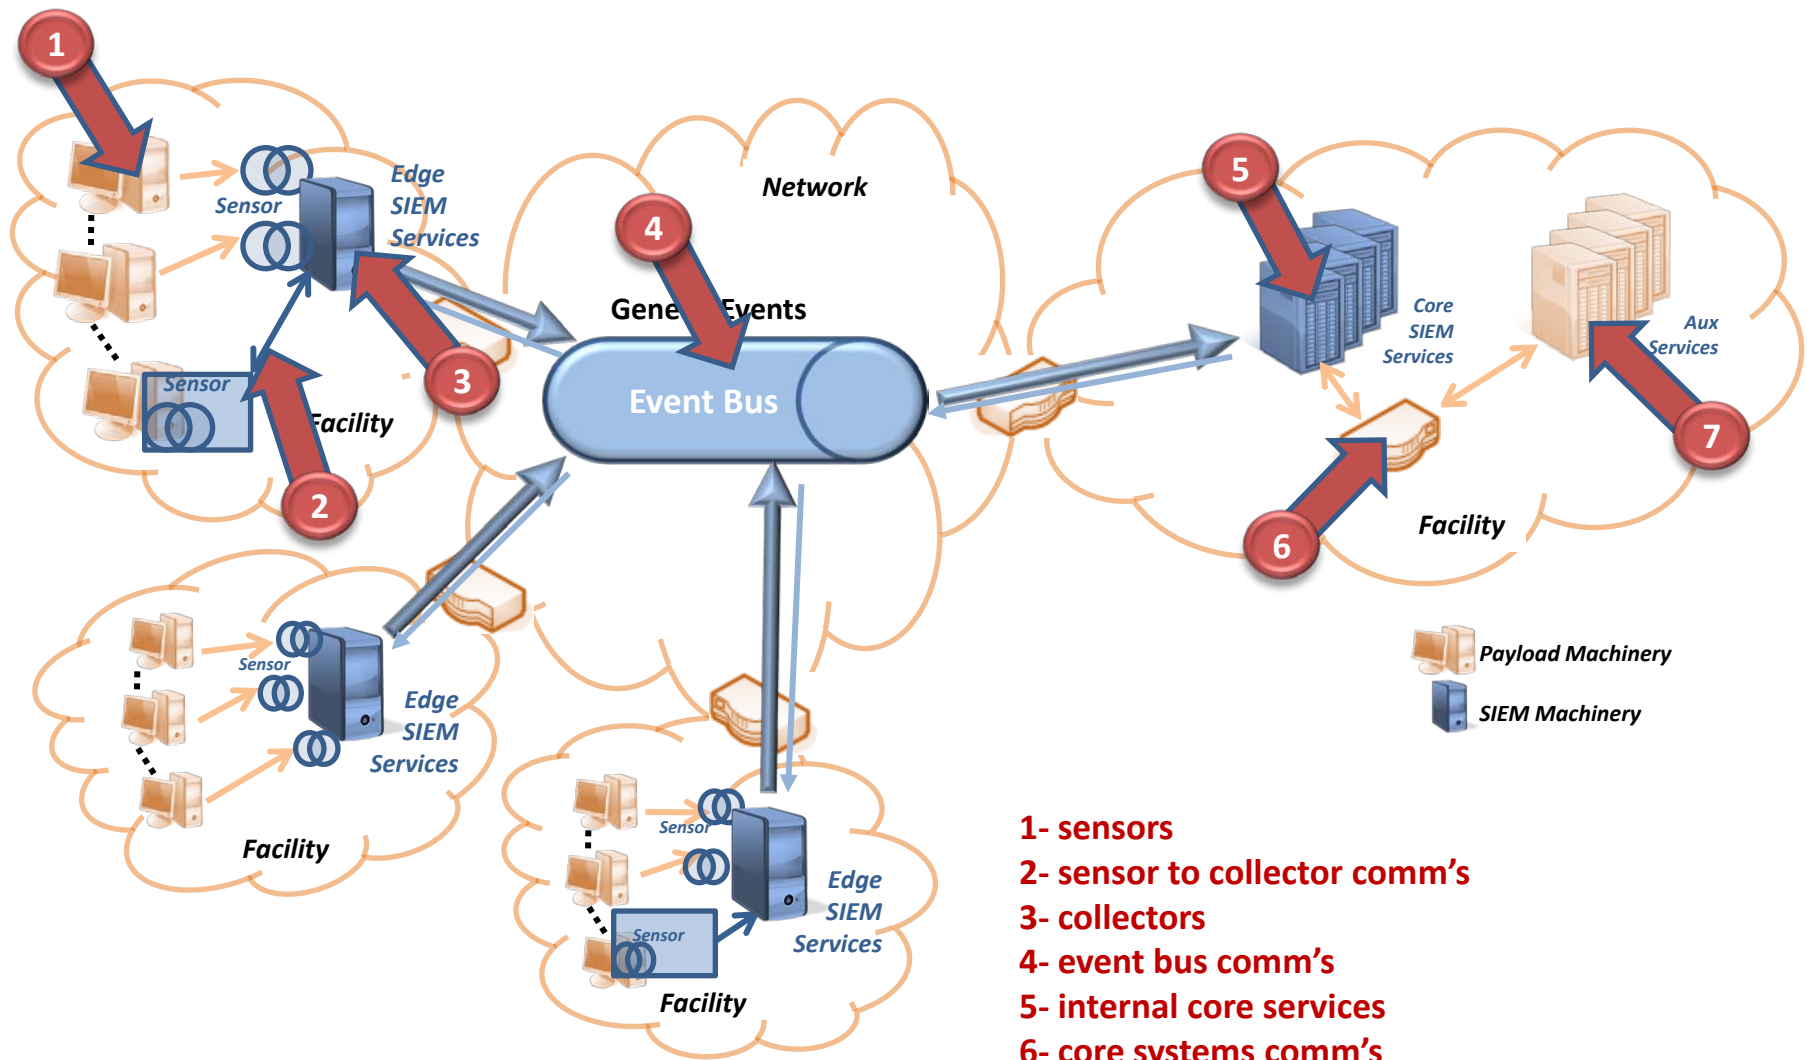 1
Edge
SIEM
Services
Sensor
Sensor
Facility
2
3
4
Network
Events
Event Bus
5
Core
SIEM
Services
Aux
Services
6
7
Facility
Sensor
Edge
SIEM
Services
Facility
Sensor
Edge
SIEM
Services
Sensor
Facility
Payload Machinery
SIEM Machinery
1- sensors
2- sensor to collector comm’s
3- collectors
4- event bus comm’s
5- internal core services
6- core systems comm’s